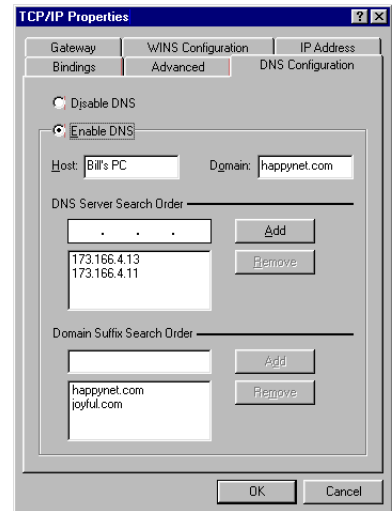 TCP/IP Properties
Gateway WINS Configuration IP Address
Bindings Advanced DNS Configuration
Disable DNS
Enable DNS
Host: Bill's PC Domain: happynet.com
DNS Server Search Order
. . . Add
173.166.4.13 Remove
173.166.4.11
Domain Suffix Search Order
Add
happynet.com Remove
joyful.com
OK Cancel